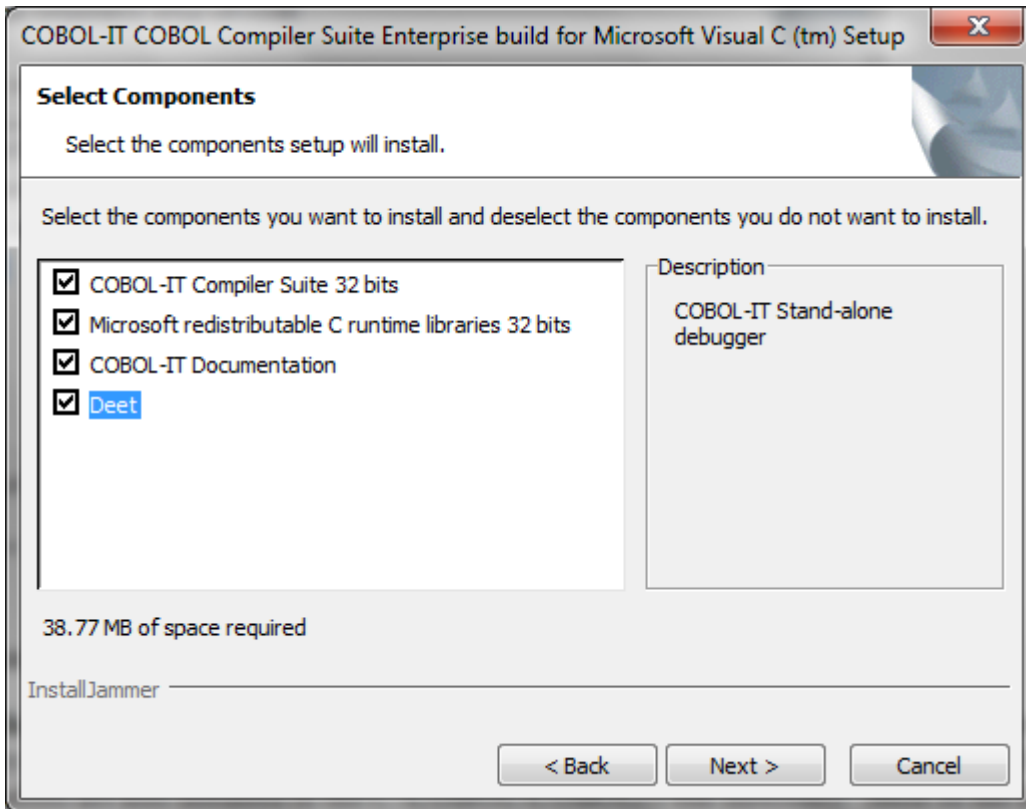 COBOL-IT COBOL Compiler Suite Enterprise build for Microsoft Visual C (tm) Setup
Select Components
Select the components setup will install.
Select the components you want to install and deselect the components you do not want to install.
COBOL-IT Compiler Suite 32 bits
Microsoft redistributable C runtime libraries 32 bits
COBOL-IT Documentation
Deet
Description
COBOL-IT Stand-alone
debugger
38.77 MB of space required
InstallJammer
< Back
Next >
Cancel